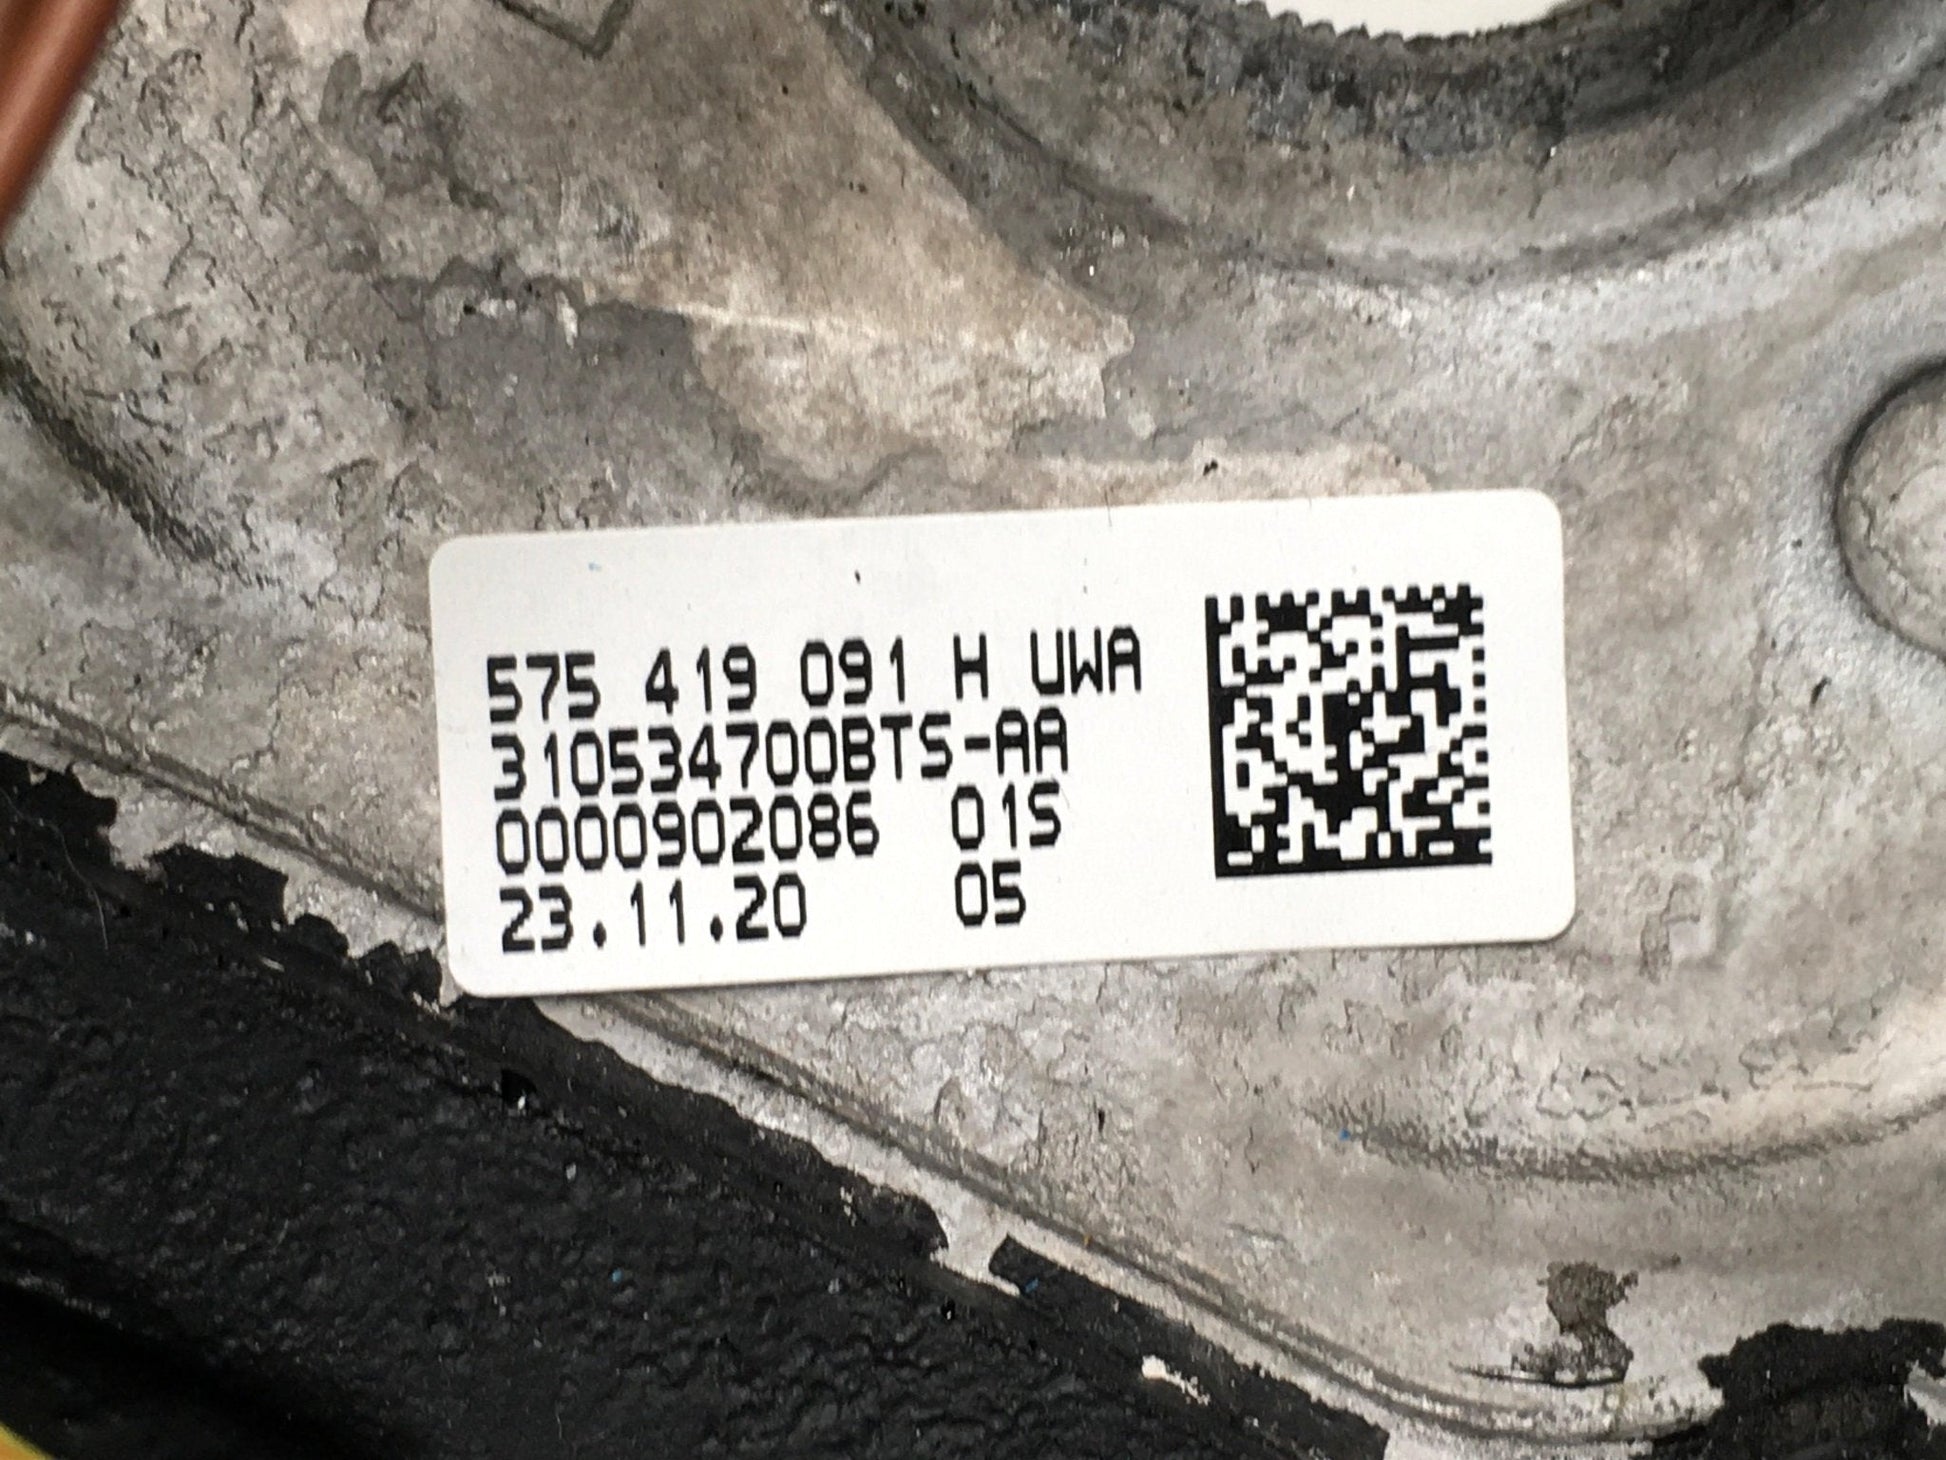 575 419 091 H UWA
310534700BTS-AA
0000902086 01S
23.11.20 05